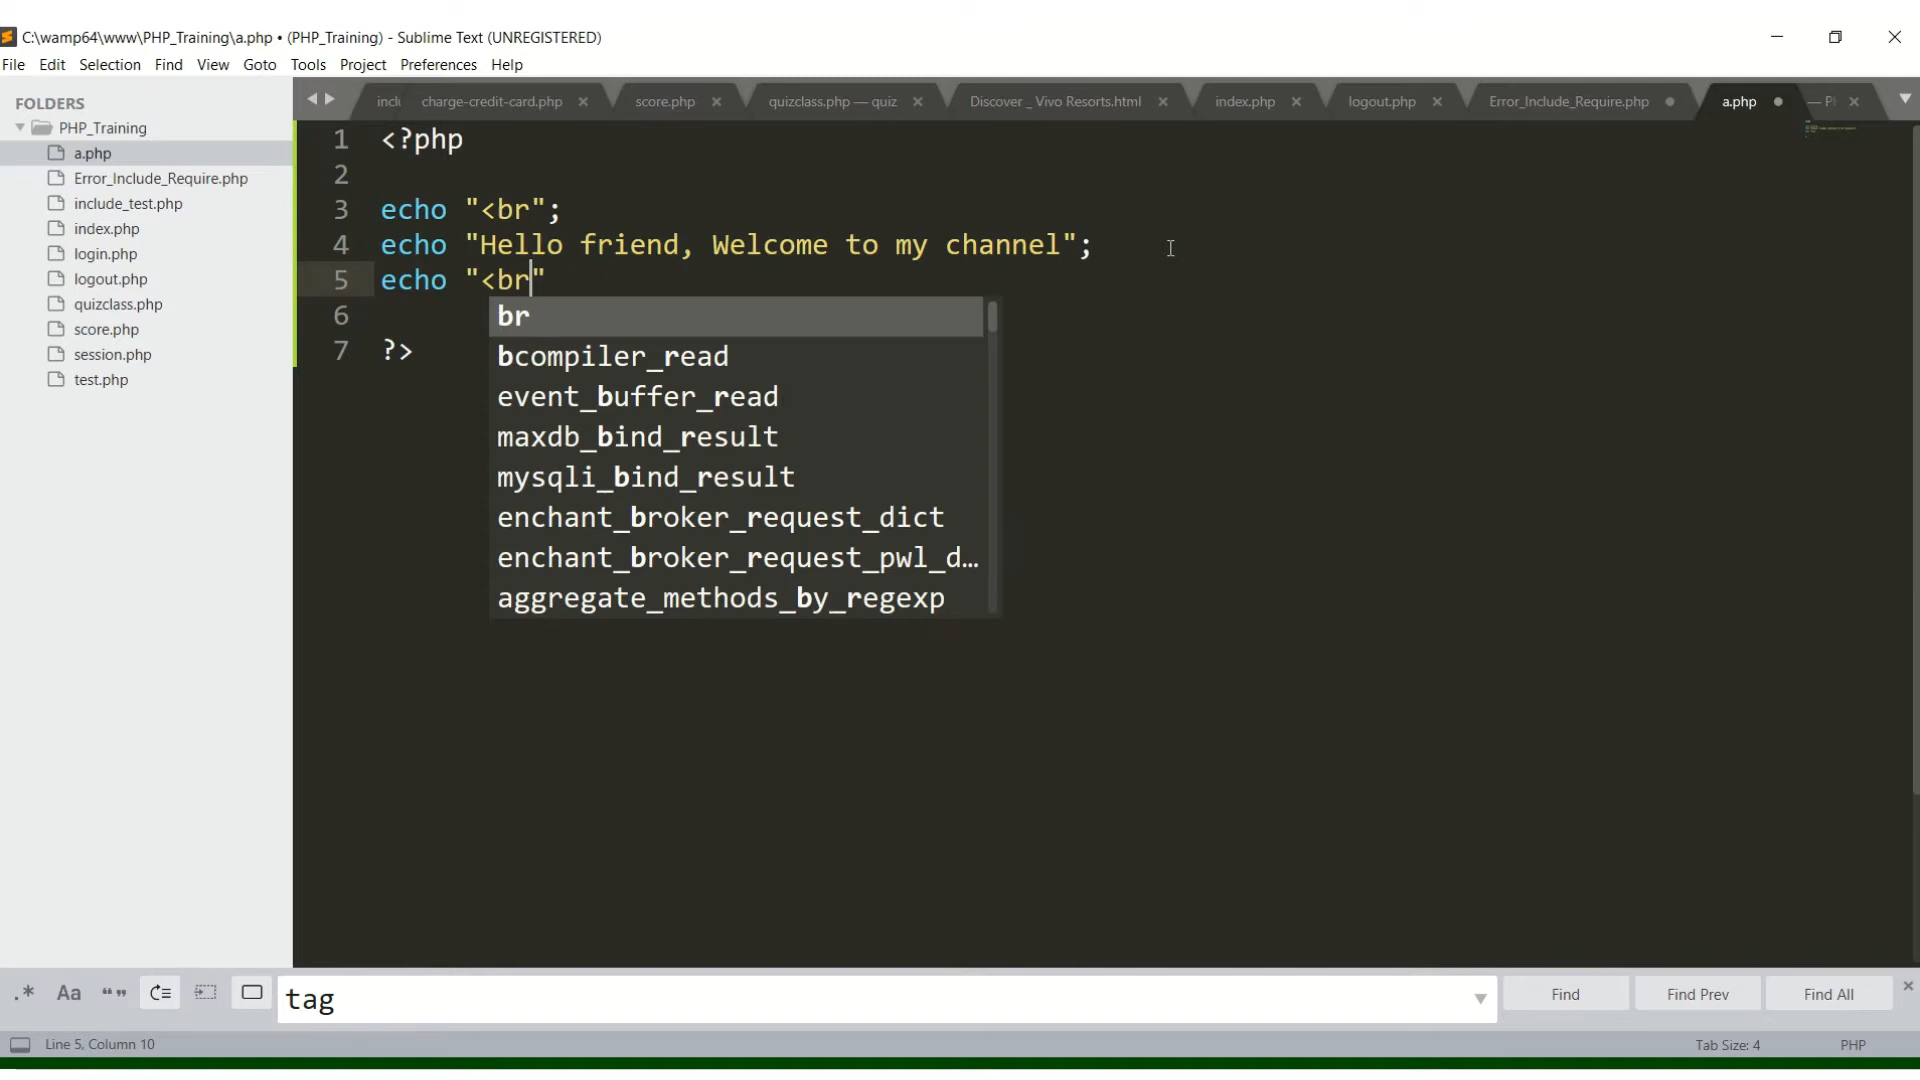 C:\wamp64\www\PHP_Training\a.php • (PHP_Training) - Sublime Text (UNREGISTERED)
File Edit Selection Find View Goto Tools Project Preferences Help
FOLDERS
PHP_Training
a.php
Error_Include_Require.php
include_test.php
index.php
login.php
logout.php
quizclass.php
score.php
session.php
test.php
charge-credit-card.php score.php quizclass.php — quiz Discover _ Vivo Resorts.html index.php logout.php Error_Include_Require.php a.php
1 <?php
2
3 echo "<br";
4 echo "Hello friend, Welcome to my channel";
5 echo "<br"
6
7 ?>
br
bcompiler_read
event_buffer_read
maxdb_bind_result
mysqli_bind_result
enchant_broker_request_dict
enchant_broker_request_pwl_d…
aggregate_methods_by_regexp
.* Aa “” tag Find Find Prev Find All
Line 5, Column 10 Tab Size: 4 PHP